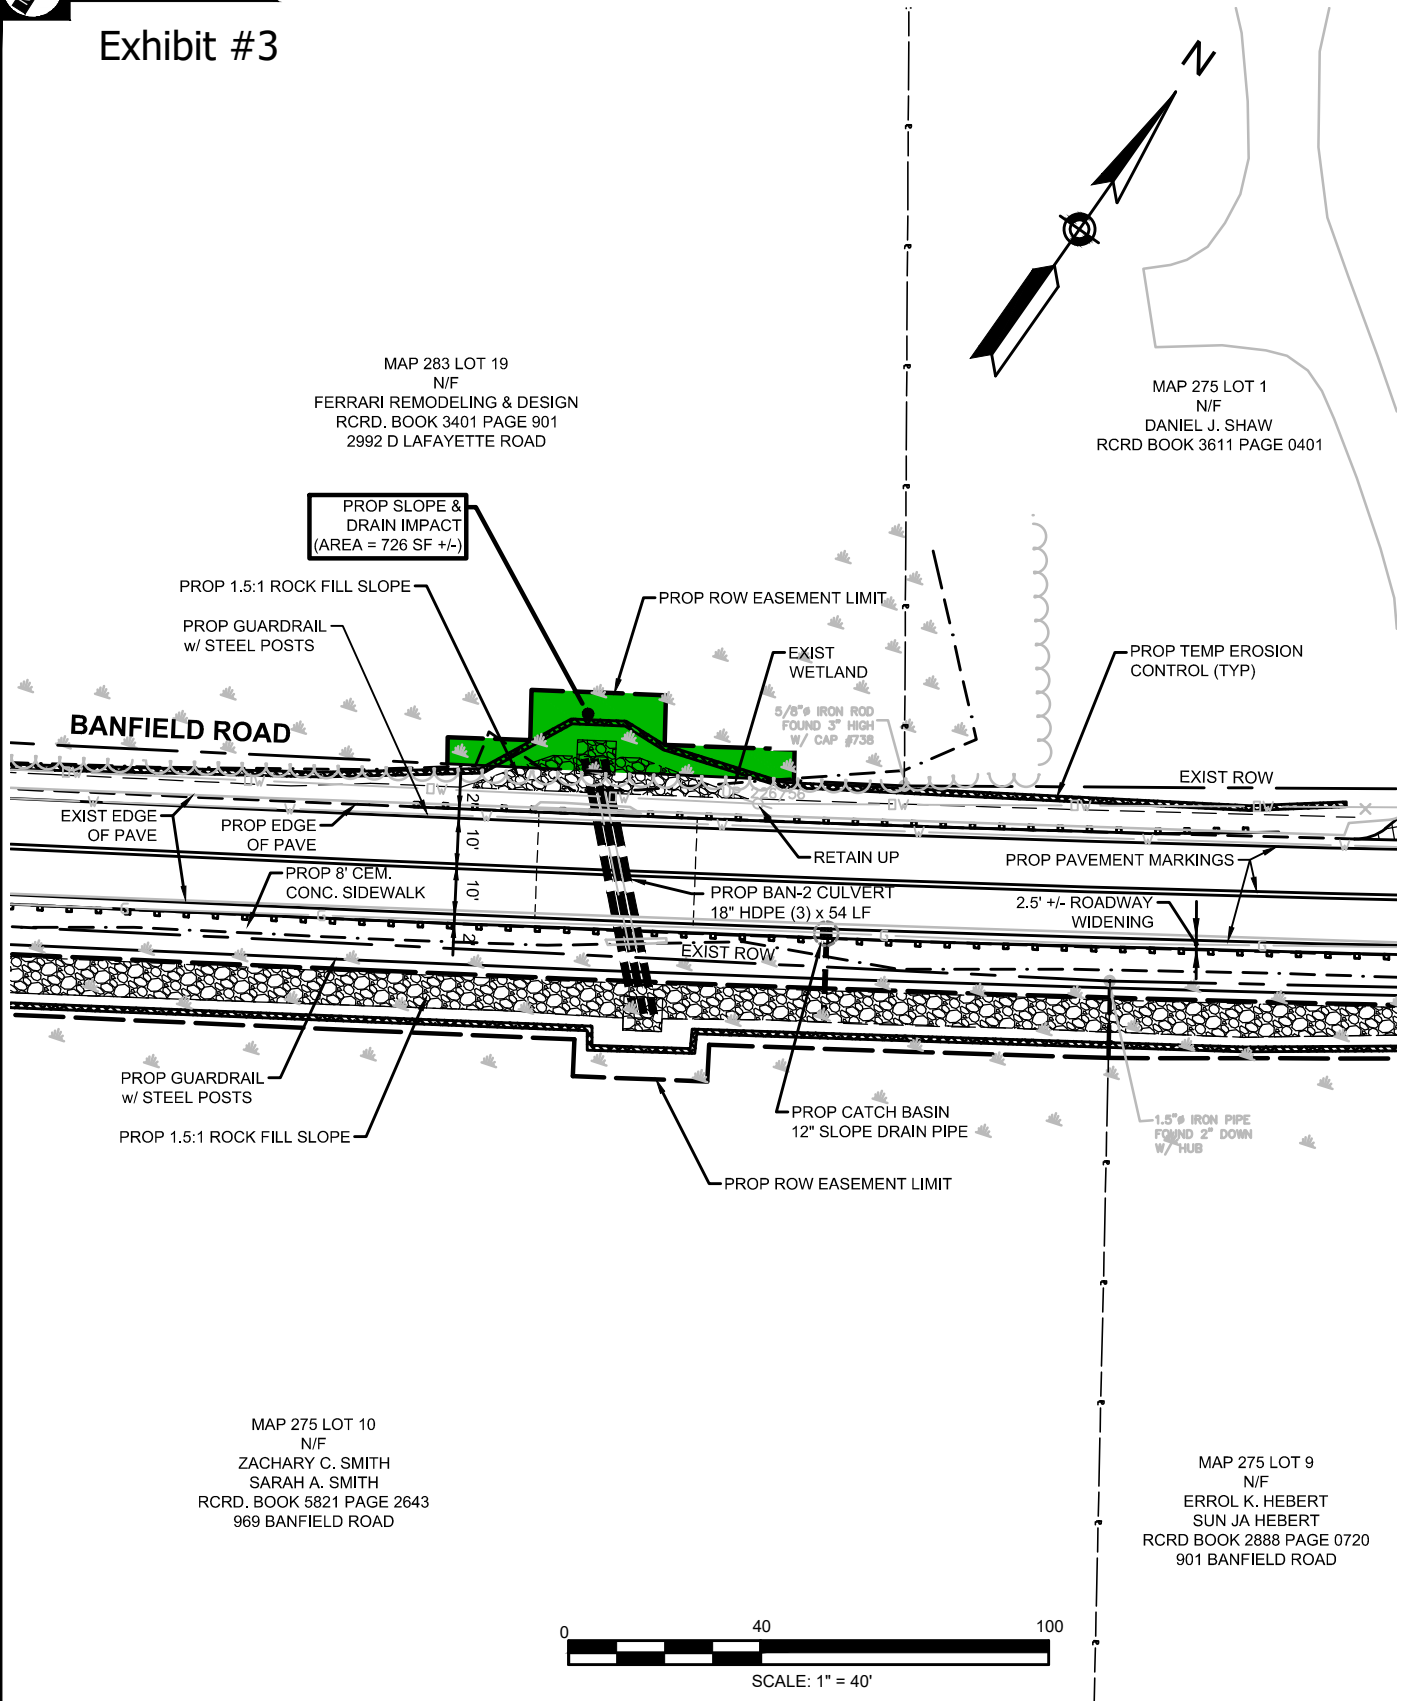 Exhibit #3
N
MAP 283 LOT 19
N/F
FERRARI REMODELING & DESIGN
RCRD. BOOK 3401 PAGE 901
2992 D LAFAYETTE ROAD
MAP 275 LOT 1
N/F
DANIEL J. SHAW
RCRD BOOK 3611 PAGE 0401
PROP SLOPE &
DRAIN IMPACT
(AREA = 726 SF +/-)
PROP 1.5:1 ROCK FILL SLOPE
PROP ROW EASEMENT LIMIT
PROP GUARDRAIL
w/ STEEL POSTS
EXIST
WETLAND
PROP TEMP EROSION
CONTROL (TYP)
5/8"ø IRON ROD
FOUND 3" HIGH
W/ CAP #738
BANFIELD ROAD
EXIST ROW
EXIST EDGE
OF PAVE
PROP EDGE
OF PAVE
2'
10'
10'
2'
RETAIN UP
PROP PAVEMENT MARKINGS
PROP 8' CEM.
CONC. SIDEWALK
PROP BAN-2 CULVERT
18" HDPE (3) x 54 LF
2.5' +/- ROADWAY
WIDENING
EXIST ROW
PROP GUARDRAIL
w/ STEEL POSTS
PROP 1.5:1 ROCK FILL SLOPE
PROP CATCH BASIN
12" SLOPE DRAIN PIPE
1.5"ø IRON PIPE
FOUND 2" DOWN
W/ HUB
PROP ROW EASEMENT LIMIT
MAP 275 LOT 10
N/F
ZACHARY C. SMITH
SARAH A. SMITH
RCRD. BOOK 5821 PAGE 2643
969 BANFIELD ROAD
MAP 275 LOT 9
N/F
ERROL K. HEBERT
SUN JA HEBERT
RCRD BOOK 2888 PAGE 0720
901 BANFIELD ROAD
0 40 100
SCALE: 1" = 40'